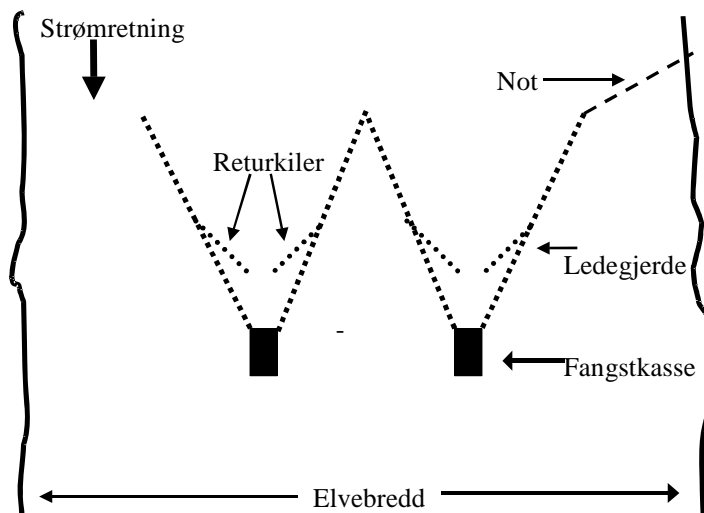 Strømretning
Not
Returkiler
Ledegjerde
-
Fangstkasse
Elvebredd